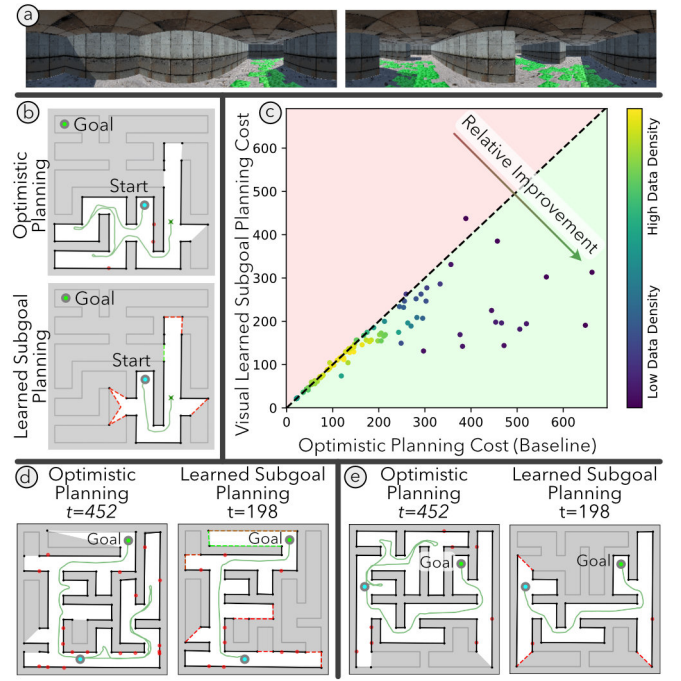 a
b
Goal
Start
Optimistic
Planning
Goal
Start
Learned Subgoal
Planning
c
Visual Learned Subgoal Planning Cost
600
500
400
300
200
100
0
0
100
200
300
400
500
600
Optimistic Planning Cost (Baseline)
Relative Improvement
High Data Density
Low Data Density
d
Optimistic
Planning
t=452
Goal
Learned Subgoal
Planning
t=198
Goal
e
Optimistic
Planning
t=452
Goal
Learned Subgoal
Planning
t=198
Goal